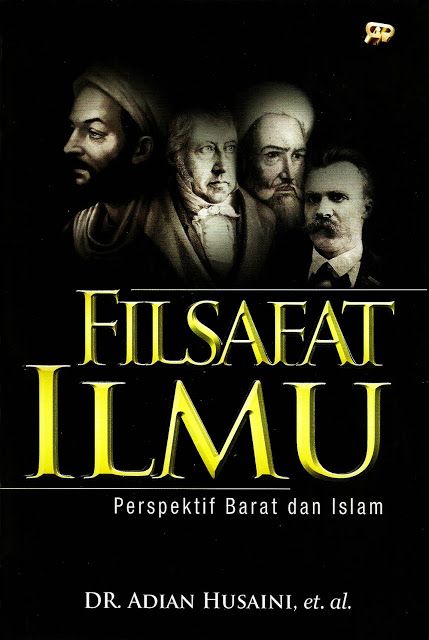 FILSAFAT
ILMU
Perspektif Barat dan Islam
DR. ADIAN HUSAINI, et. al.